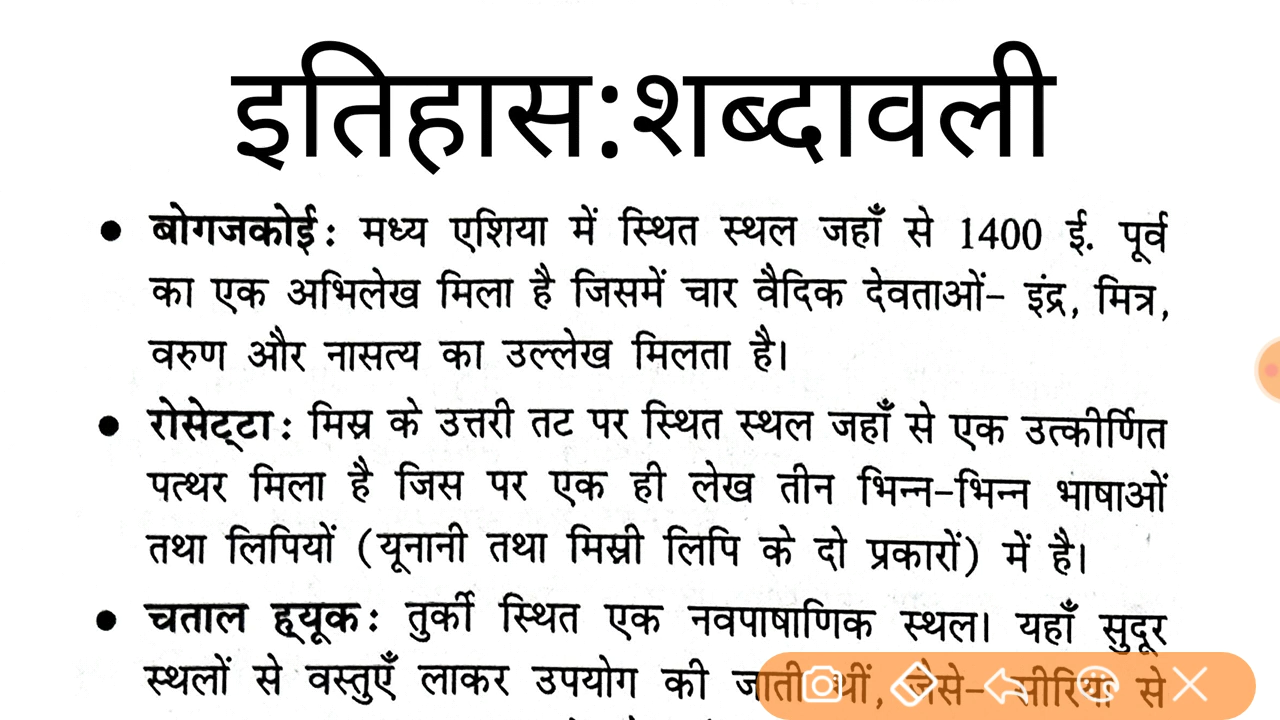 इतिहास:शब्दावली
• बोगजकोई: मध्य एशिया में स्थित स्थल जहाँ से 1400 ई. पूर्व
का एक अभिलेख मिला है जिसमें चार वैदिक देवताओं- इंद्र, मित्र,
वरुण और नासत्य का उल्लेख मिलता है।
• रोसेट्टा: मिस्र के उत्तरी तट पर स्थित स्थल जहाँ से एक उत्कीर्णित
पत्थर मिला है जिस पर एक ही लेख तीन भिन्न-भिन्न भाषाओं
तथा लिपियों (यूनानी तथा मिस्री लिपि के दो प्रकारों) में है।
• चताल ह्यूक: तुर्की स्थित एक नवपाषाणिक स्थल। यहाँ सुदूर
स्थलों से वस्तुएँ लाकर उपयोग की जाती थीं, जैसे- सीरिया से